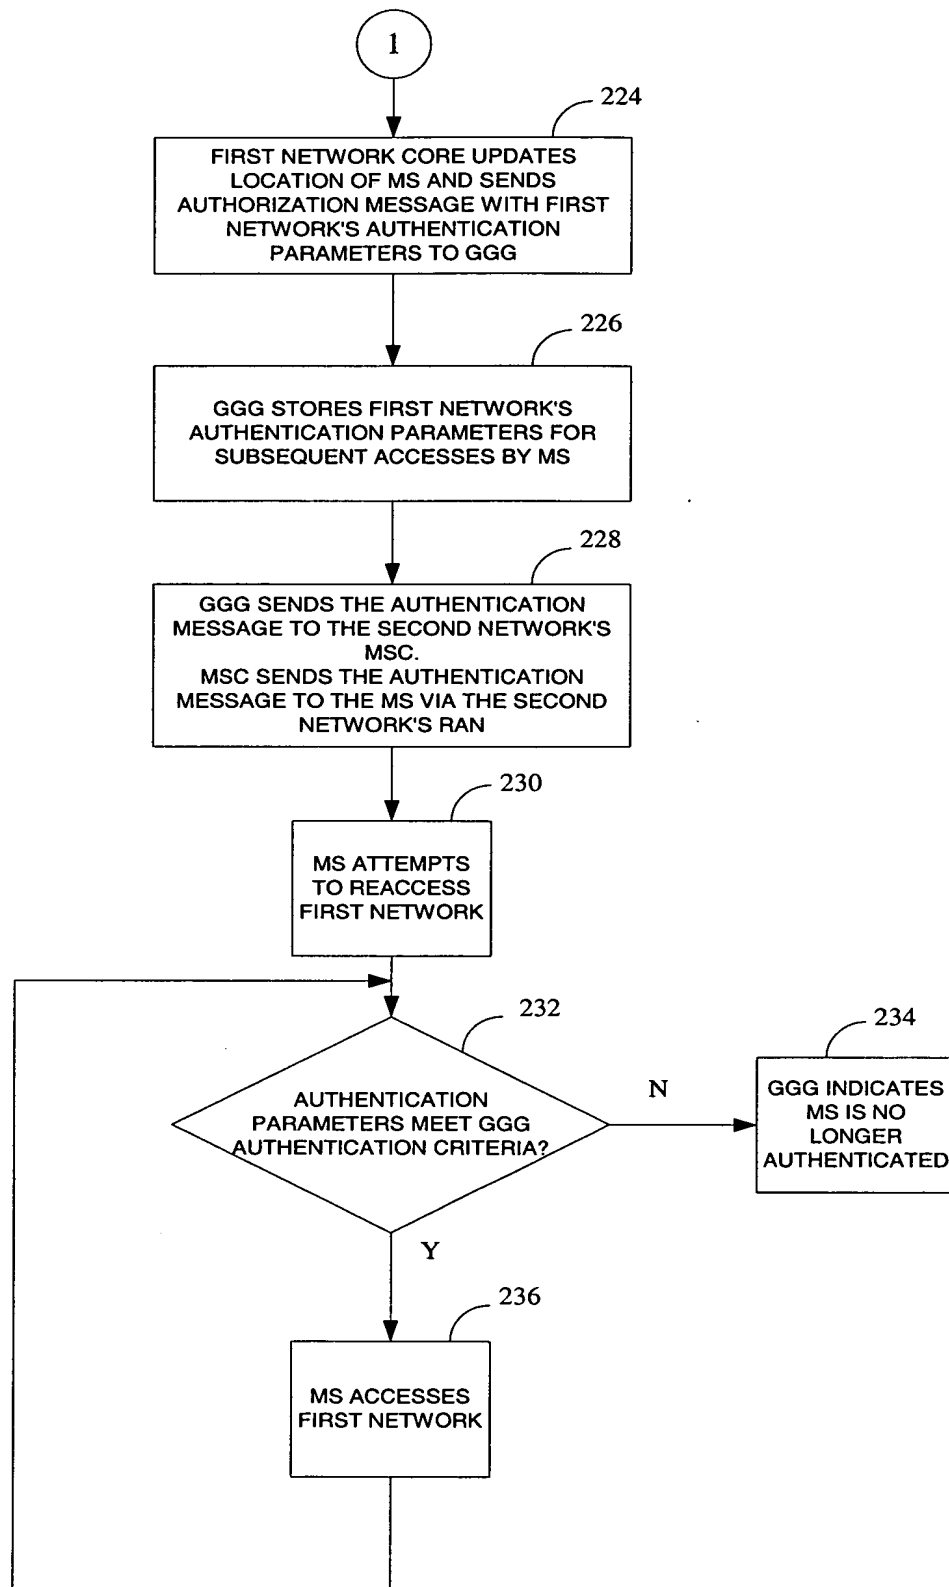 1
224
FIRST NETWORK CORE UPDATES
LOCATION OF MS AND SENDS
AUTHORIZATION MESSAGE WITH FIRST
NETWORK'S AUTHENTICATION
PARAMETERS TO GGG
226
GGG STORES FIRST NETWORK'S
AUTHENTICATION PARAMETERS FOR
SUBSEQUENT ACCESSES BY MS
228
GGG SENDS THE AUTHENTICATION
MESSAGE TO THE SECOND NETWORK'S
MSC.
MSC SENDS THE AUTHENTICATION
MESSAGE TO THE MS VIA THE SECOND
NETWORK'S RAN
230
MS ATTEMPTS
TO REACCESS
FIRST NETWORK
232
AUTHENTICATION
PARAMETERS MEET GGG
AUTHENTICATION CRITERIA?
N
234
GGG INDICATES
MS IS NO
LONGER
AUTHENTICATED
Y
236
MS ACCESSES
FIRST NETWORK